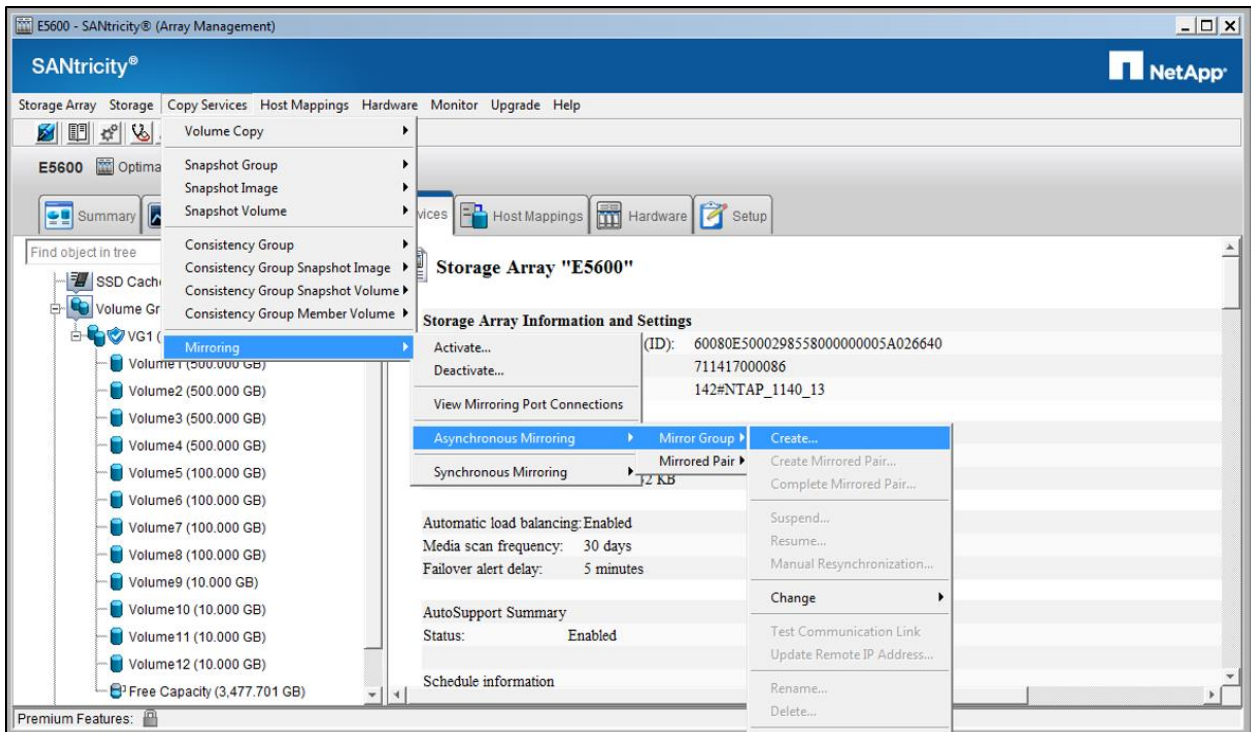 E5600 - SANtricity® (Array Management)
SANtricity®
NetApp
Storage Array Storage Copy Services Host Mappings Hardware Monitor Upgrade Help
E5600 Optima
Summary
vices
Host Mappings
Hardware
Setup
Find object in tree
SSD Cach
Volume Gr
VG1 (
Volume1 (500.000 GB)
Volume2 (500.000 GB)
Volume3 (500.000 GB)
Volume4 (500.000 GB)
Volume5 (100.000 GB)
Volume6 (100.000 GB)
Volume7 (100.000 GB)
Volume8 (100.000 GB)
Volume9 (10.000 GB)
Volume10 (10.000 GB)
Volume11 (10.000 GB)
Volume12 (10.000 GB)
Free Capacity (3,477.701 GB)
Volume Copy
Snapshot Group
Snapshot Image
Snapshot Volume
Consistency Group
Consistency Group Snapshot Image
Consistency Group Snapshot Volume
Consistency Group Member Volume
Mirroring
Activate...
Deactivate...
View Mirroring Port Connections
Asynchronous Mirroring
Synchronous Mirroring
Mirror Group
Mirrored Pair
Create...
Create Mirrored Pair...
Complete Mirrored Pair...
Suspend...
Resume...
Manual Resynchronization...
Change
Test Communication Link
Update Remote IP Address...
Rename...
Delete...
Storage Array "E5600"
Storage Array Information and Settings
(ID): 60080E5000298558000000005A026640
711417000086
142#NTAP_1140_13
32 KB
Automatic load balancing: Enabled
Media scan frequency: 30 days
Failover alert delay: 5 minutes
AutoSupport Summary
Status: Enabled
Schedule information
Premium Features: